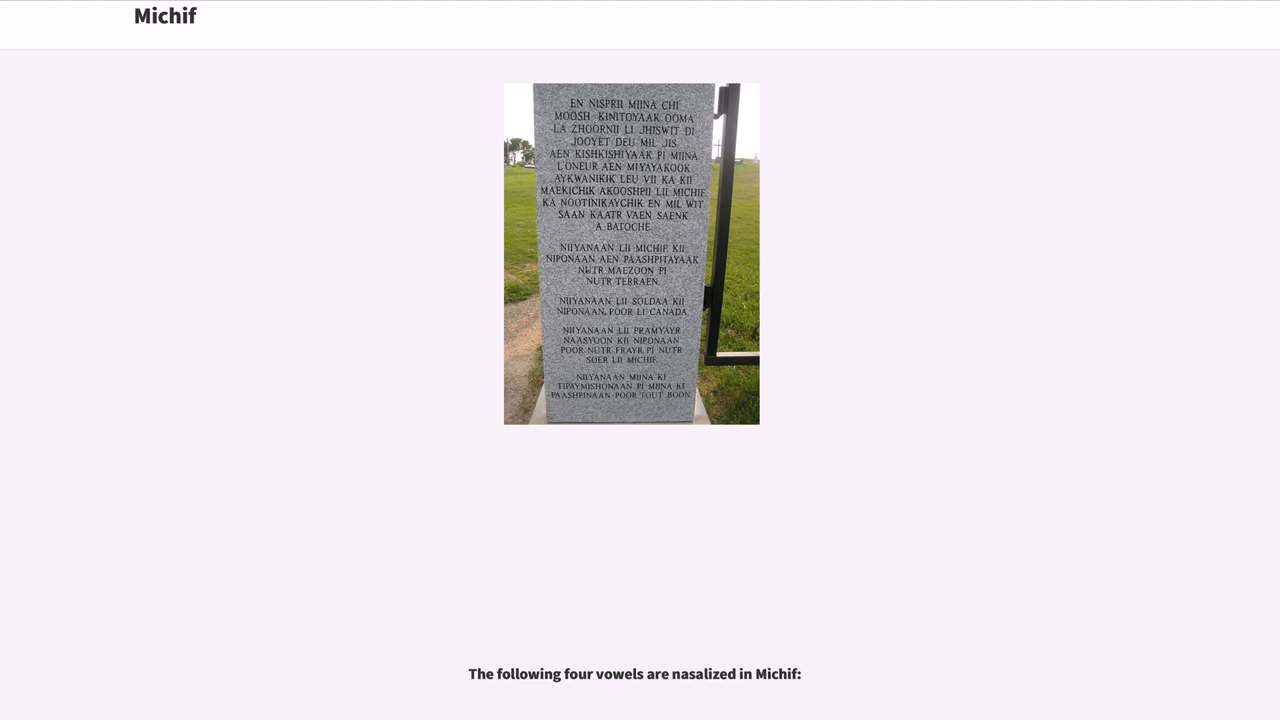 Michif
EN NISPRII MIINA CHI
MOOSH KINITOYAAK OOMA
LA ZHOORNII LI JHISWIT DI
JOOYET DEU MIL JIS
AEN KISHKISHIYAAK PI MIINA
L'ONEUR AEN MIYAYAKOOK
AYKWANIKIK LEU VII KA KII
MAEKICHIK AKOOSHPII LII MICHIF
KA NOOTINIKAYCHIK EN MIL WIT
SAAN KAATR VAEN SAENK
A BATOCHE
NIIYANAAN LII MICHIF KII
NIPONAAN AEN PAASHPITAYAAK
NUTR MAEZOON PI
NUTR TERRAEN.
NIIYANAAN LII SOLDAA KII
NIPONAAN, POOR LI CANADA.
NIIYANAAN LII PRAMYAYR
NAASYOON KII NIPONAAN
POOR NUTR FRAYR PI NUTR
SOER LII MICHIF.
NIIYANAAN MIINA KI
TIPAYMISHONAAN PI MIINA KI
PAASHPINAAN POOR TOUT BOON.
The following four vowels are nasalized in Michif: